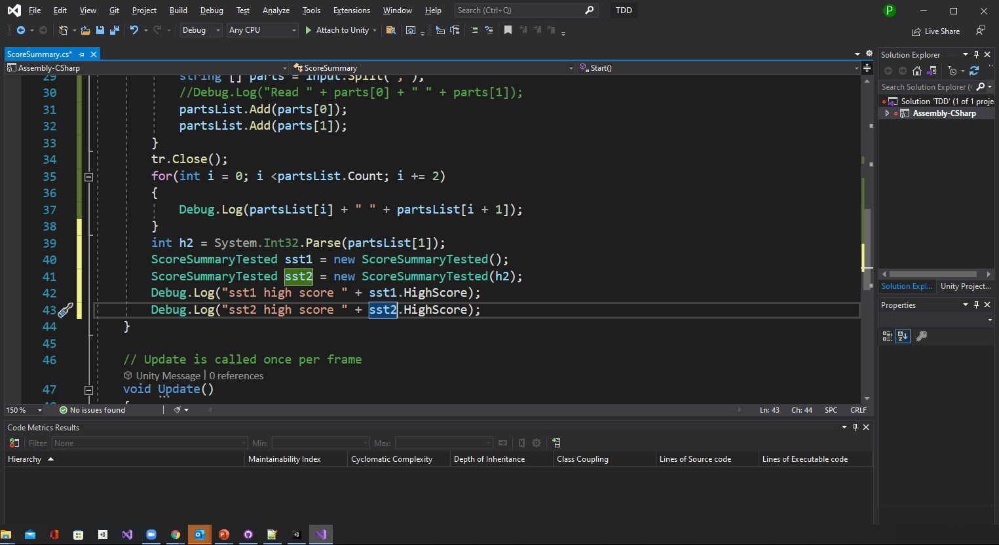 File Edit View Git Project Build Debug Test Analyze Tools Extensions Window Help Search (Ctrl+Q) TDD P
Debug Any CPU Attach to Unity Live Share
ScoreSummary.cs*
Assembly-CSharp ScoreSummary Start()
29 string [] parts = input.Split(',');
30 //Debug.Log("Read " + parts[0] + " " + parts[1]);
31 partsList.Add(parts[0]);
32 partsList.Add(parts[1]);
33 }
34 tr.Close();
35 for(int i = 0; i <partsList.Count; i += 2)
36 {
37 Debug.Log(partsList[i] + " " + partsList[i + 1]);
38 }
39 int h2 = System.Int32.Parse(partsList[1]);
40 ScoreSummaryTested sst1 = new ScoreSummaryTested();
41 ScoreSummaryTested sst2 = new ScoreSummaryTested(h2);
42 Debug.Log("sst1 high score " + sst1.HighScore);
43 Debug.Log("sst2 high score " + sst2.HighScore);
44 }
45
46 // Update is called once per frame
Unity Message | 0 references
47 void Update()
{
150 % No issues found Ln: 43 Ch: 44 SPC CRLF
Code Metrics Results
Filter: None Min: Max:
Hierarchy Maintainability Index Cyclomatic Complexity Depth of Inheritance Class Coupling Lines of Source code Lines of Executable code
Solution Explorer
Search Solution Explorer (
Solution 'TDD' (1 of 1 proje
Assembly-CSharp
Solution Expl... Unity Project...
Properties